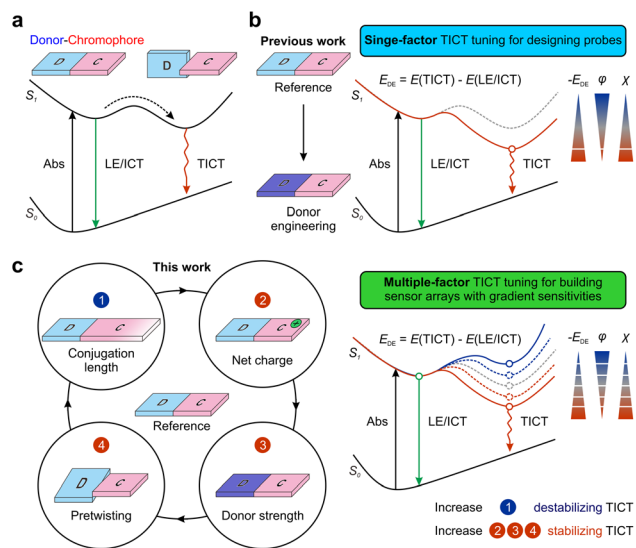 a
Donor-Chromophore
D C
D C
S1
Abs
LE/ICT
TICT
S0
b
Previous work
D C
Reference
D C
Donor
engineering
Singe-factor TICT tuning for designing probes
EDE = E(TICT) - E(LE/ICT)
-EDE φ χ
S1
Abs
LE/ICT
TICT
S0
c
This work
1
D C
Conjugation
length
2
D C +
Net charge
D C
Reference
4
D C
Pretwisting
3
D C
Donor strength
Multiple-factor TICT tuning for building
sensor arrays with gradient sensitivities
EDE = E(TICT) - E(LE/ICT)
-EDE φ χ
S1
Abs
LE/ICT
TICT
S0
Increase 1 destabilizing TICT
Increase 2 3 4 stabilizing TICT